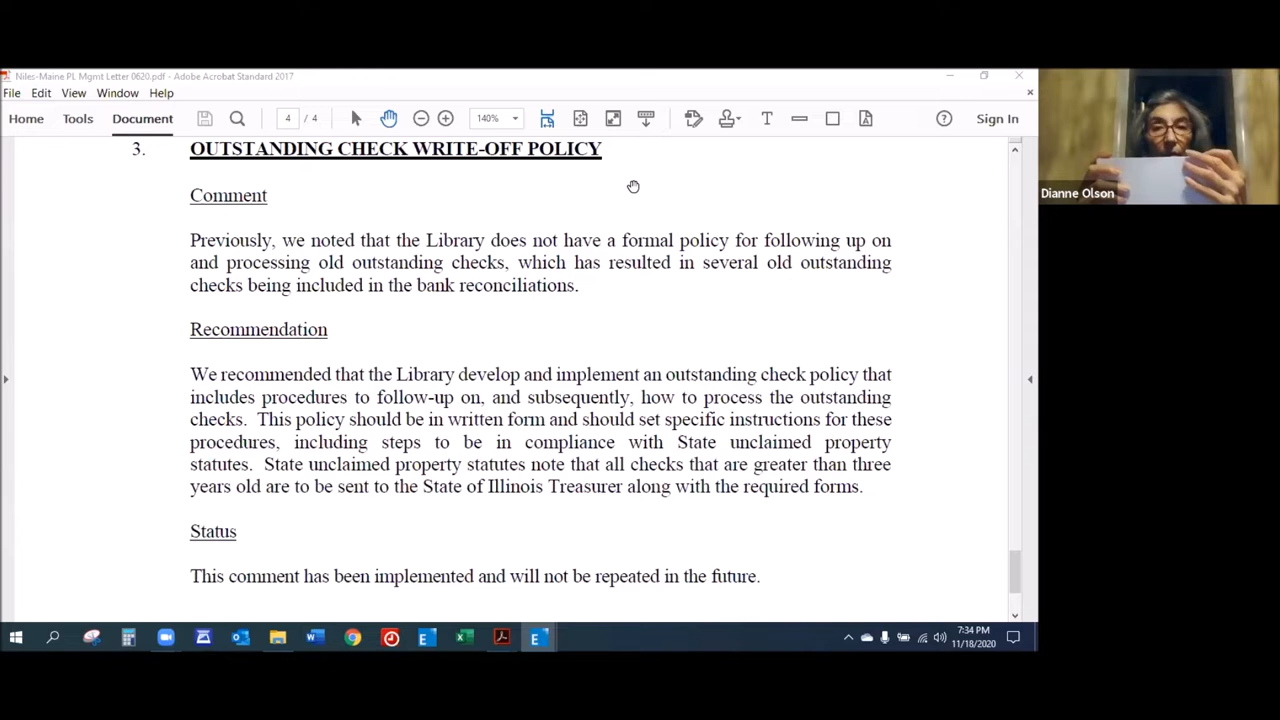 Niles-Maine PL Mgmt Letter 0620.pdf - Adobe Acrobat Standard 2017
File Edit View Window Help
Home Tools Document 4 / 4 140% Sign In
3. OUTSTANDING CHECK WRITE-OFF POLICY
Comment
Previously, we noted that the Library does not have a formal policy for following up on
and processing old outstanding checks, which has resulted in several old outstanding
checks being included in the bank reconciliations.
Recommendation
We recommended that the Library develop and implement an outstanding check policy that
includes procedures to follow-up on, and subsequently, how to process the outstanding
checks. This policy should be in written form and should set specific instructions for these
procedures, including steps to be in compliance with State unclaimed property
statutes. State unclaimed property statutes note that all checks that are greater than three
years old are to be sent to the State of Illinois Treasurer along with the required forms.
Status
This comment has been implemented and will not be repeated in the future.
Dianne Olson
7:34 PM
11/18/2020